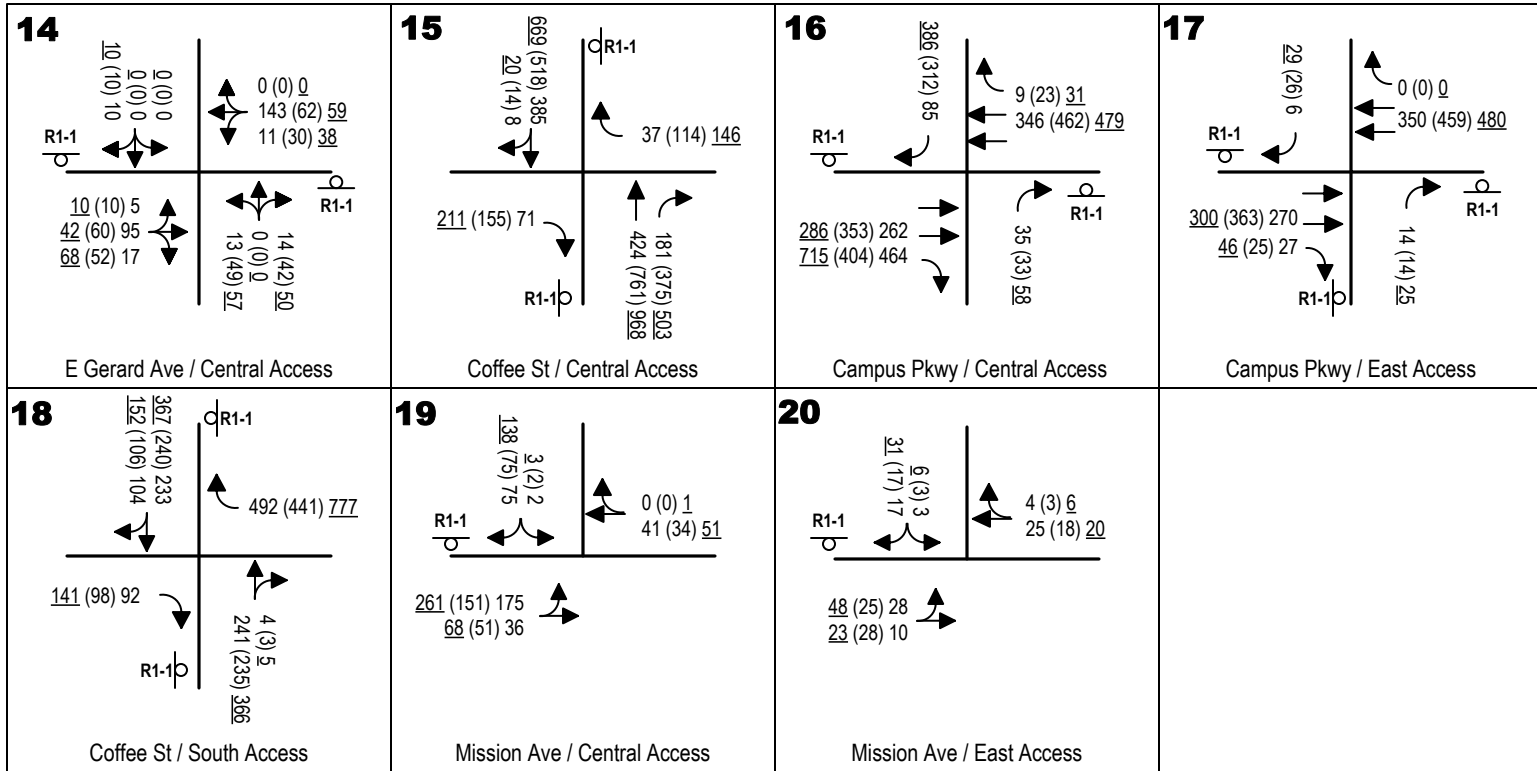 14
10 (10) 10
0 (0) 0
0 (0) 0
0 (0) 0
143 (62) 59
11 (30) 38
R1-1
R1-1
10 (10) 5
42 (60) 95
68 (52) 17
13 (49) 57
0 (0) 0
14 (42) 50
E Gerard Ave / Central Access
15
669 (518) 385
20 (14) 8
R1-1
37 (114) 146
211 (155) 71
R1-1
181 (375) 503
424 (761) 968
Coffee St / Central Access
16
386 (312) 85
9 (23) 31
346 (462) 479
R1-1
286 (353) 262
715 (404) 464
35 (33) 58
Campus Pkwy / Central Access
17
29 (26) 6
0 (0) 0
350 (459) 480
R1-1
R1-1
300 (363) 270
46 (25) 27
R1-1
14 (14) 25
Campus Pkwy / East Access
18
367 (240) 233
152 (106) 104
R1-1
492 (441) 777
141 (98) 92
R1-1
4 (3) 5
241 (235) 366
Coffee St / South Access
19
3 (2) 2
138 (75) 75
0 (0) 1
41 (34) 51
R1-1
261 (151) 175
68 (51) 36
Mission Ave / Central Access
20
6 (3) 3
31 (17) 17
4 (3) 6
25 (18) 20
R1-1
48 (25) 28
23 (28) 10
Mission Ave / East Access